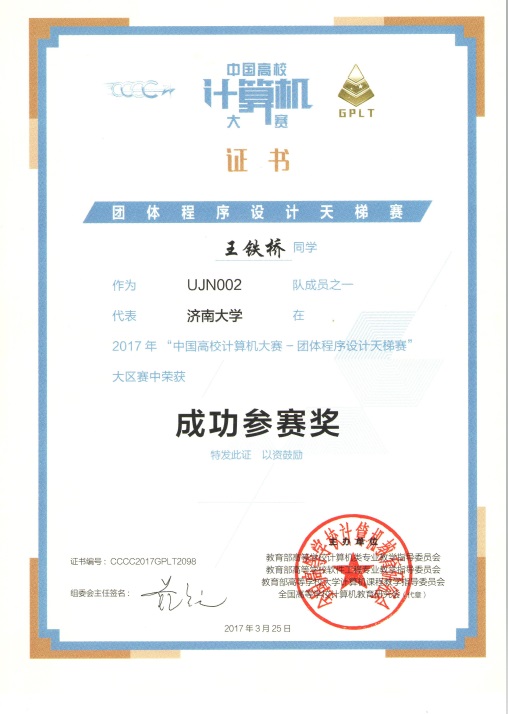 中国高校
计算机
大赛
GPLT
证书
团体程序设计天梯赛
王铁桥 同学
作为 UJN002 队成员之一
代表 济南大学 在
2017 年 “中国高校计算机大赛 – 团体程序设计天梯赛”
大区赛中荣获
成功参赛奖
特发此证 以资鼓励
主办单位
证书编号：CCCC2017GPLT2098
教育部高等学校计算机类专业教学指导委员会
教育部高等学校软件工程专业教学指导委员会
教育部高等学校大学计算机课程教学指导委员会
组委会主任签名：
全国高等学校计算机教育研究会（代章）
2017 年 3 月 25 日